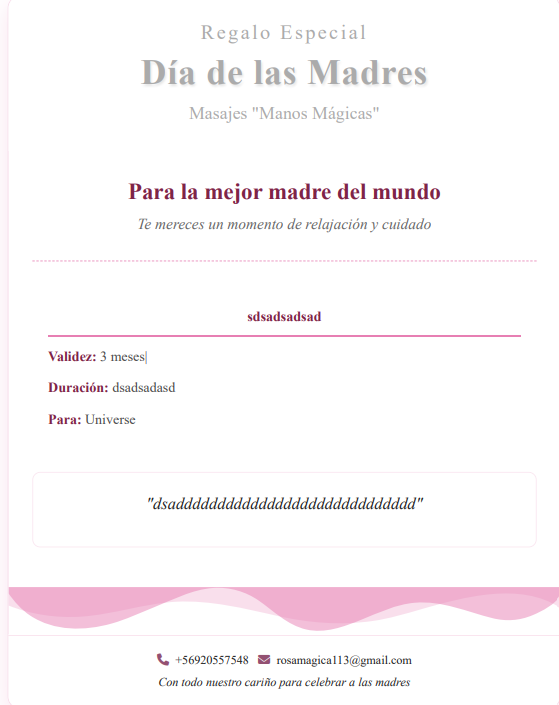 Regalo Especial
Día de las Madres
Masajes "Manos Mágicas"
Para la mejor madre del mundo
Te mereces un momento de relajación y cuidado
sdsadsadsad
Validez: 3 meses
Duración: dsadsadasd
Para: Universe
"dsadddddddddddddddddddddddddddddd"
+56920557548 rosamagica113@gmail.com
Con todo nuestro cariño para celebrar a las madres